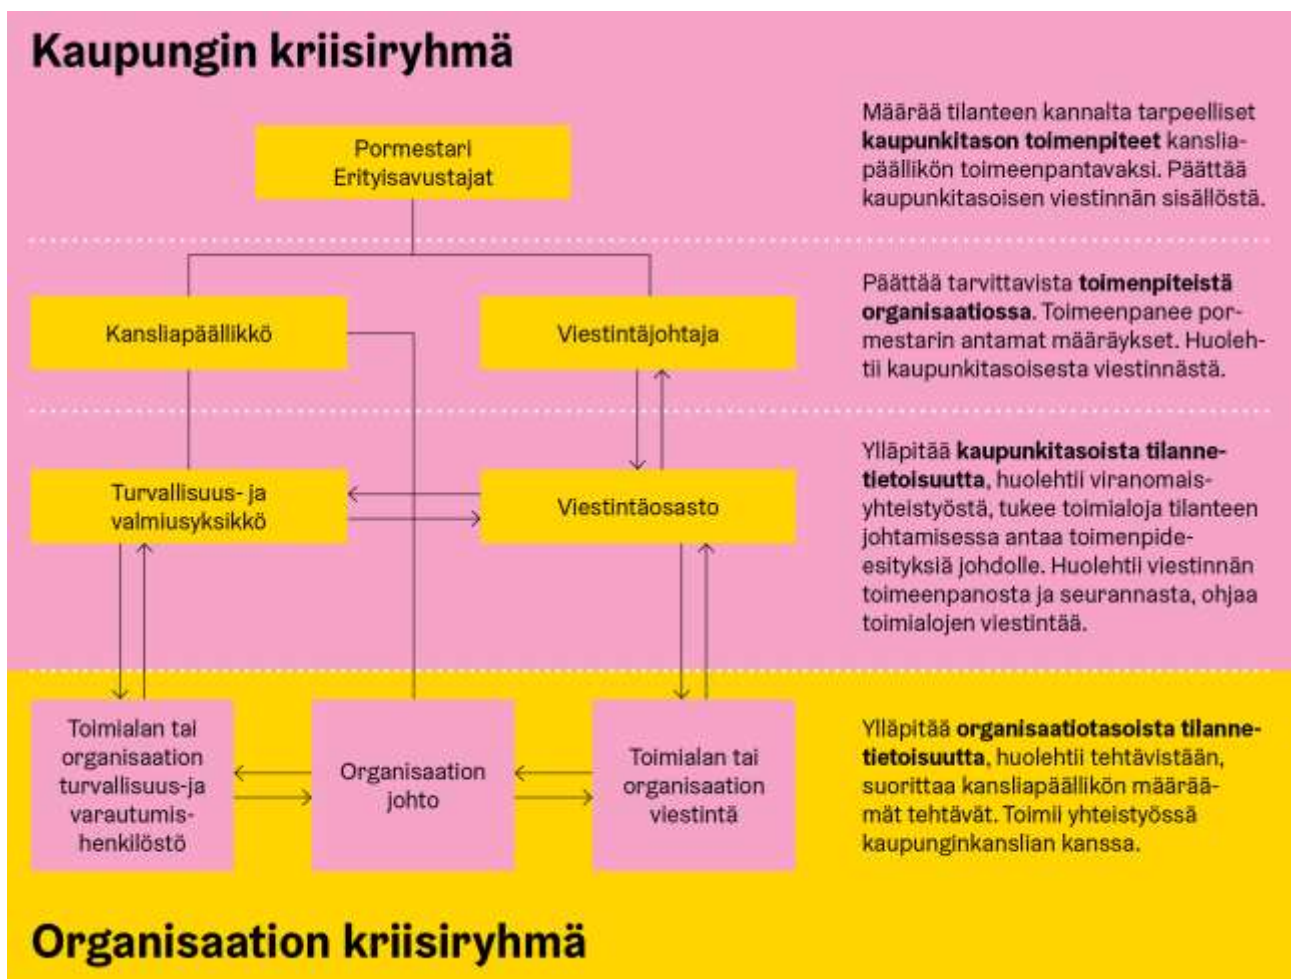 Kaupungin kriisiryhmä
Pormestari
Erityisavustajat
Määrää tilanteen kannalta tarpeelliset
kaupunkitason toimenpiteet kanslia-
päällikön toimeenpantavaksi. Päättää
kaupunkitasoisen viestinnän sisällöstä.
Kansliapäällikkö
Viestintäjohtaja
Päättää tarvittavista toimenpiteistä
organisaatiossa. Toimeenpanee por-
mestarin antamat määräykset. Huoleh-
tii kaupunkitasoisesta viestinnästä.
Turvallisuus- ja
valmiusyksikkö
Viestintäosasto
Ylläpitää kaupunkitasoista tilanne-
tietoisuutta, huolehtii viranomais-
yhteistyöstä, tukee toimialoja tilanteen
johtamisessa antaa toimenpide-
esityksiä johdolle. Huolehtii viestinnän
toimeenpanosta ja seurannasta, ohjaa
toimialojen viestintää.
Toimialan tai
organisaation
turvallisuus-ja
varautumis-
henkilöstö
Organisaation
johto
Toimialan tai
organisaation
viestintä
Ylläpitää organisaatiotasoista tilanne-
tietoisuutta, huolehtii tehtävistään,
suorittaa kansliapäällikön määrää-
mät tehtävät. Toimii yhteistyössä
kaupunginkanslian kanssa.
Organisaation kriisiryhmä